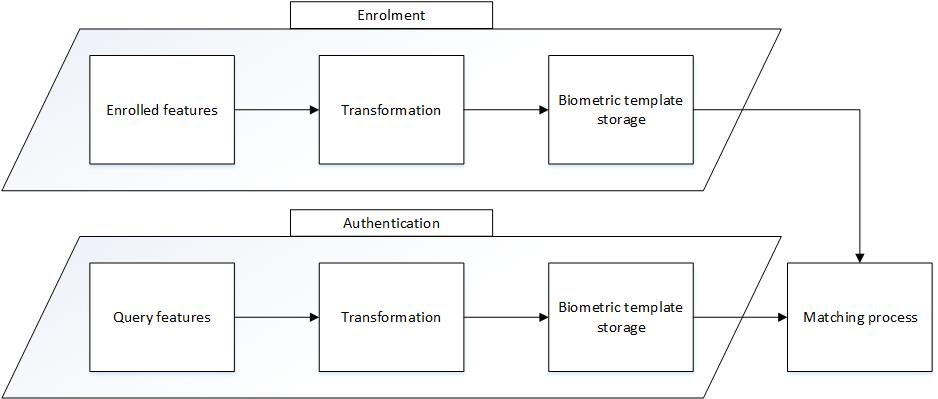 Enrolment
Enrolled features
Transformation
Biometric template
storage
Authentication
Query features
Transformation
Biometric template
storage
Matching process